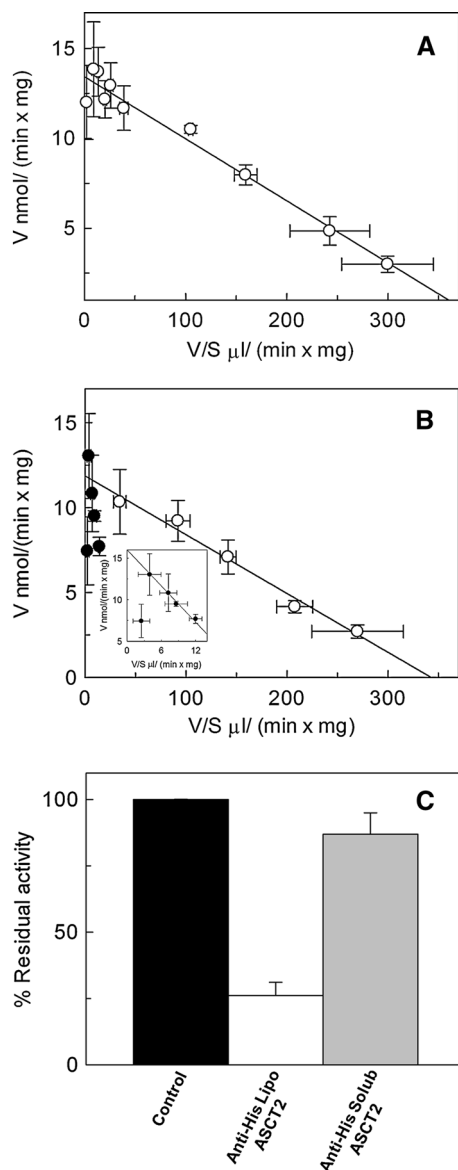 A
15
10
5
0
100
200
300
V nmol/ (min x mg)
V/S µl/ (min x mg)
B
15
10
5
0
0
100
200
300
V nmol/(min x mg)
V/S µl/ (min x mg)
15
10
5
0
6
12
V nmol/(min x mg)
V/S µl/ (min x mg)
C
100
50
0
% Residual activity
Control
Anti-His Lipo
ASCT2
Anti-His Solub
ASCT2